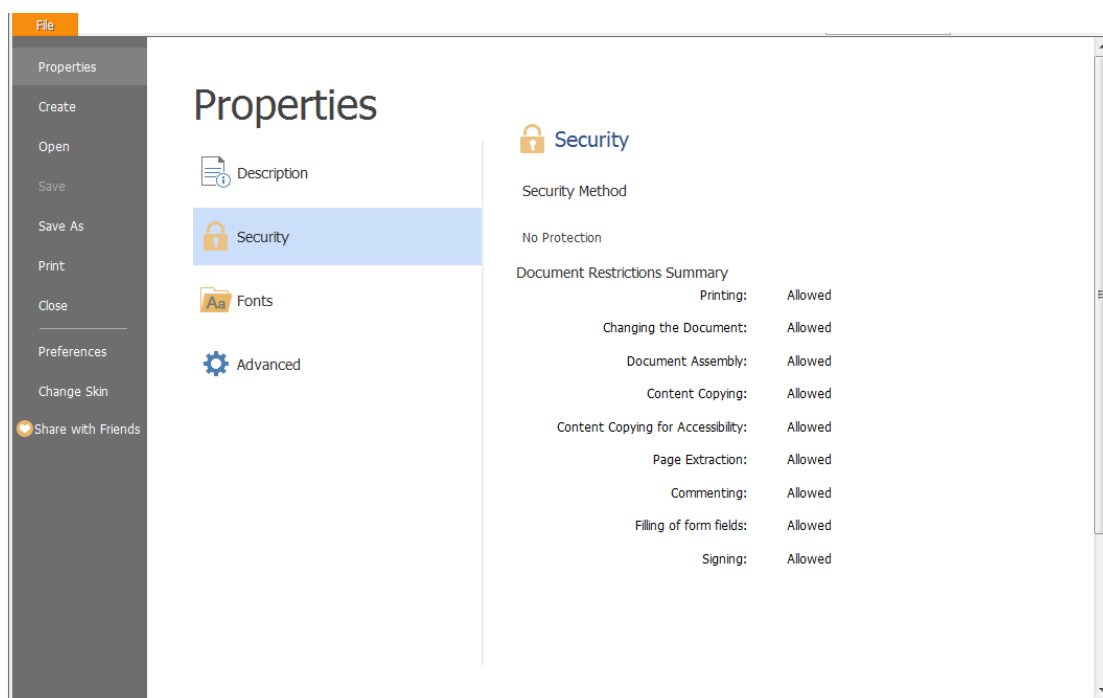 File
Properties
Create
Open
Save
Save As
Print
Close
Preferences
Change Skin
Share with Friends
Properties
Description
Security
Aa Fonts
Advanced
Security
Security Method
No Protection
Document Restrictions Summary
Printing: Allowed
Changing the Document: Allowed
Document Assembly: Allowed
Content Copying: Allowed
Content Copying for Accessibility: Allowed
Page Extraction: Allowed
Commenting: Allowed
Filling of form fields: Allowed
Signing: Allowed